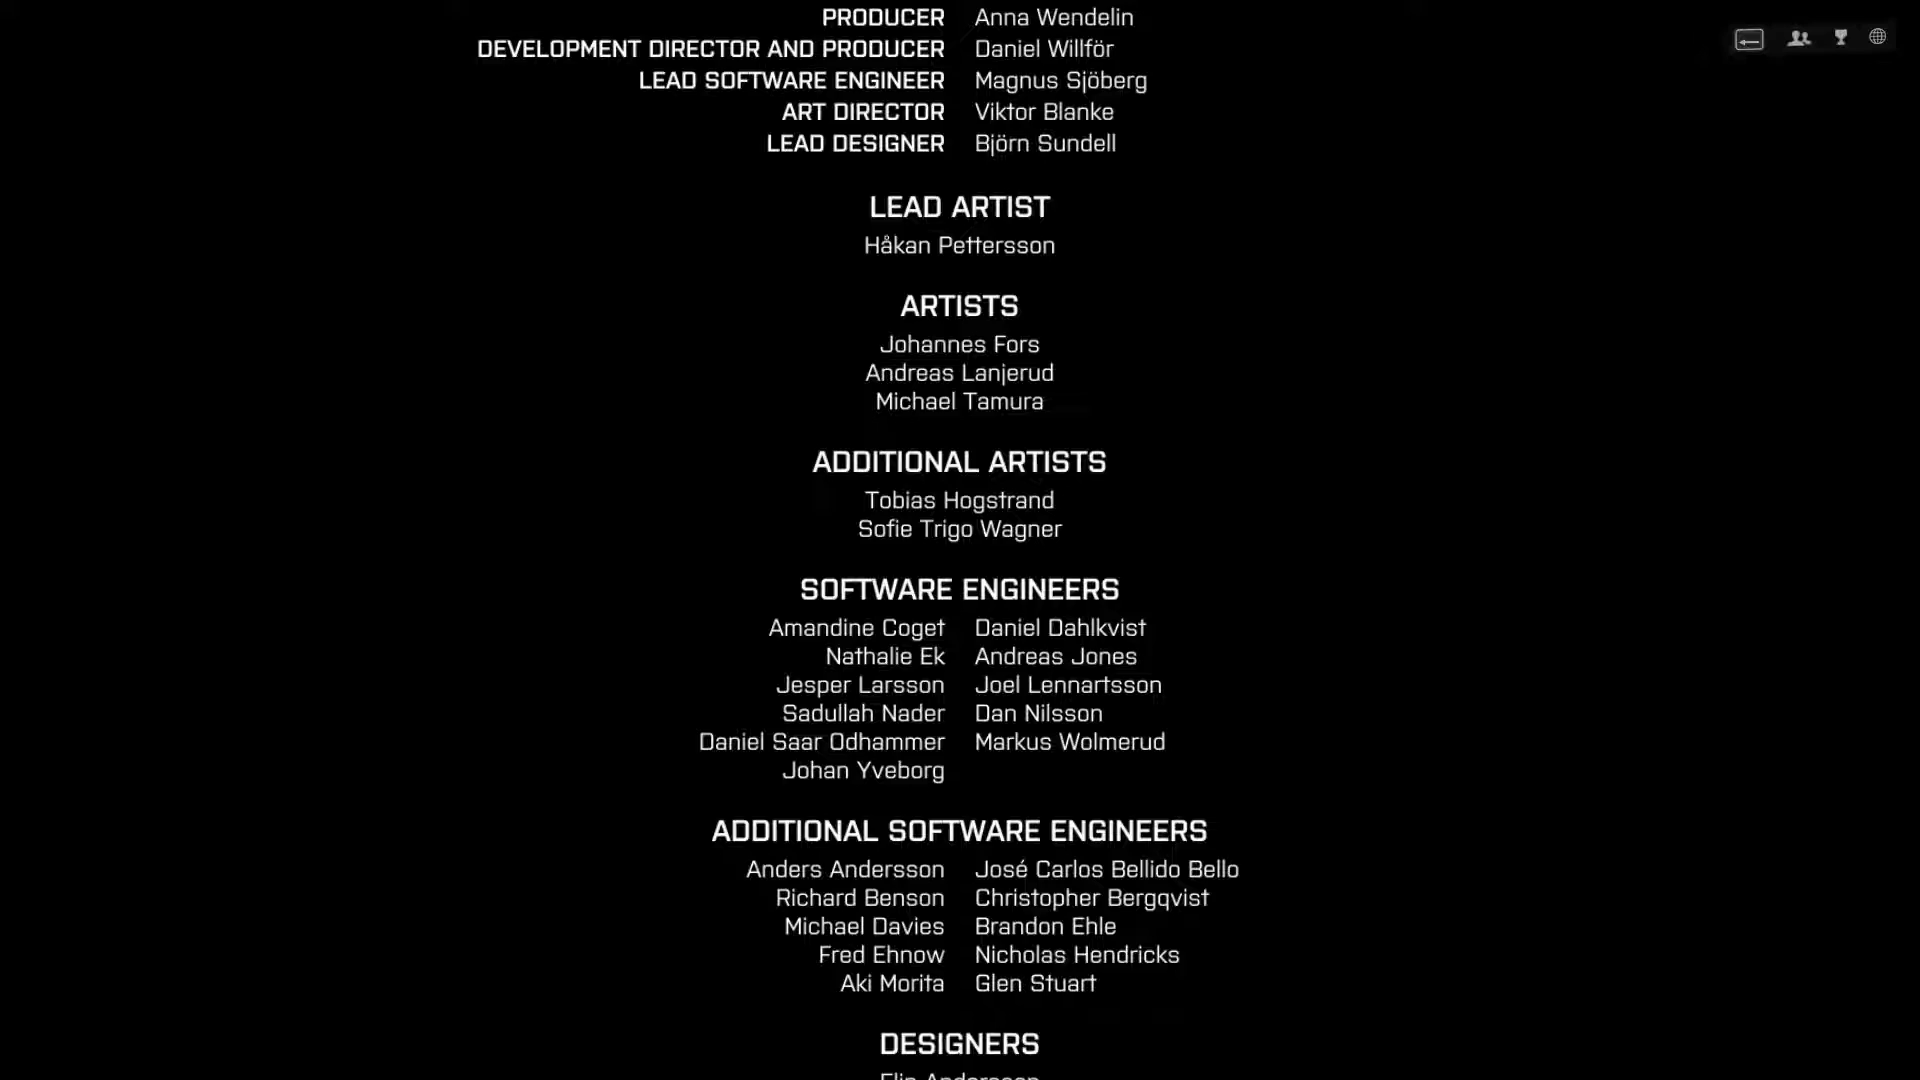 PRODUCER Anna Wendelin
DEVELOPMENT DIRECTOR AND PRODUCER Daniel Willför
LEAD SOFTWARE ENGINEER Magnus Sjöberg
ART DIRECTOR Viktor Blanke
LEAD DESIGNER Björn Sundell
LEAD ARTIST
Håkan Pettersson
ARTISTS
Johannes Fors
Andreas Lanjerud
Michael Tamura
ADDITIONAL ARTISTS
Tobias Hogstrand
Sofie Trigo Wagner
SOFTWARE ENGINEERS
Amandine Coget Daniel Dahlkvist
Nathalie Ek Andreas Jones
Jesper Larsson Joel Lennartsson
Sadullah Nader Dan Nilsson
Daniel Saar Odhammer Markus Wolmerud
Johan Yveborg
ADDITIONAL SOFTWARE ENGINEERS
Anders Andersson José Carlos Bellido Bello
Richard Benson Christopher Bergqvist
Michael Davies Brandon Ehle
Fred Ehnow Nicholas Hendricks
Aki Morita Glen Stuart
DESIGNERS